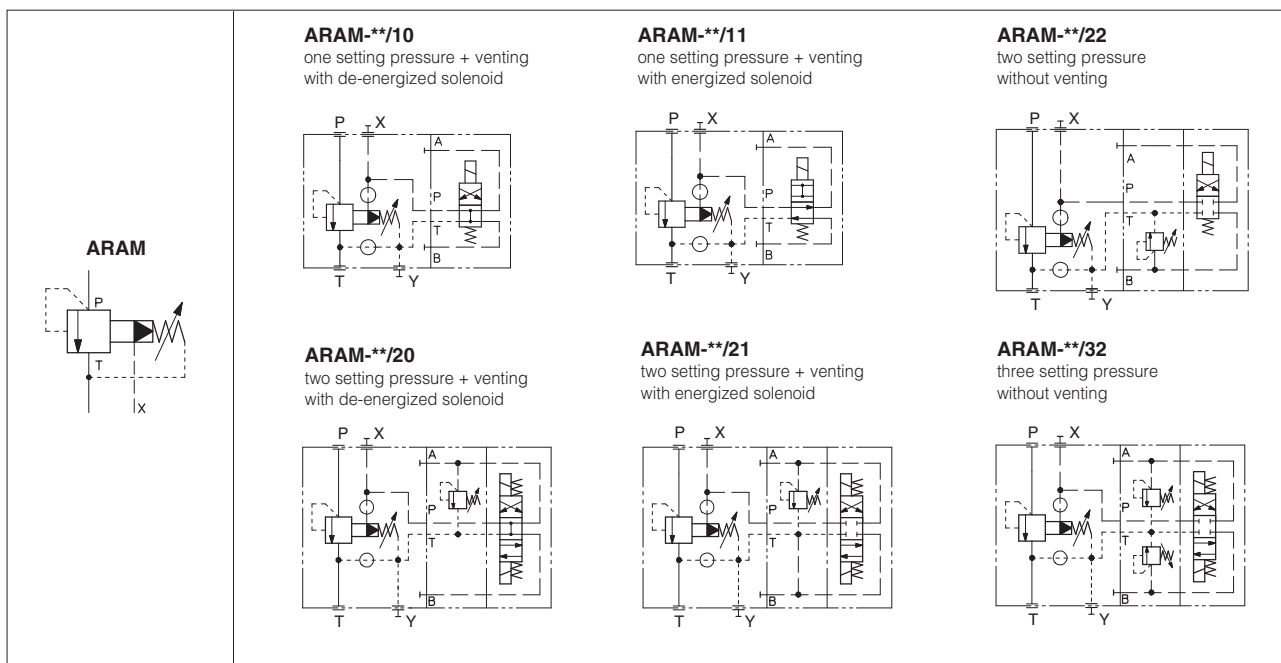 ARAM
P
T
X
ARAM-**/10
one setting pressure + venting
with de-energized solenoid
P X
A
P
T
B
T Y
ARAM-**/11
one setting pressure + venting
with energized solenoid
P X
A
P
T
B
T Y
ARAM-**/22
two setting pressure
without venting
P X
A
P
T
B
T Y
ARAM-**/20
two setting pressure + venting
with de-energized solenoid
P X
A
P
T
B
T Y
ARAM-**/21
two setting pressure + venting
with energized solenoid
P X
A
P
T
B
T Y
ARAM-**/32
three setting pressure
without venting
P X
A
P
T
B
T Y